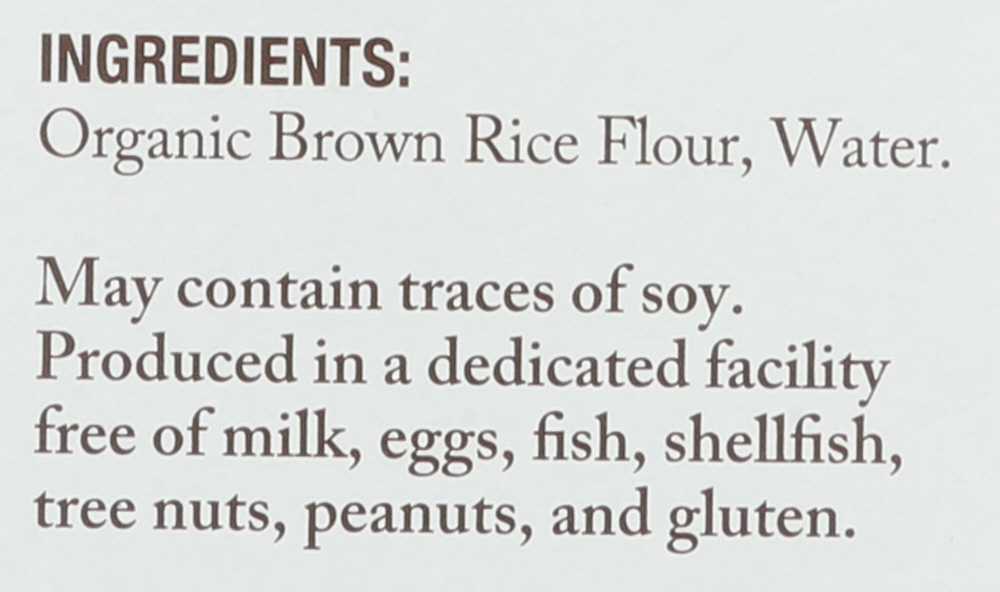 INGREDIENTS:
Organic Brown Rice Flour, Water.
May contain traces of soy.
Produced in a dedicated facility
free of milk, eggs, fish, shellfish,
tree nuts, peanuts, and gluten.